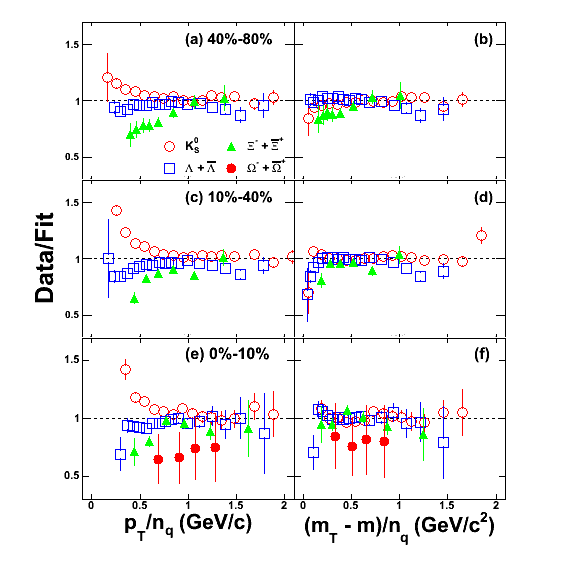 (a) 40%-80%
(b)
1.5
1
0.5
K⁰_S
Ξ⁻ + Ξ̅⁺
Λ + Λ̅
Ω⁻ + Ω̅⁺
(c) 10%-40%
(d)
1.5
1
0.5
Data/Fit
(e) 0%-10%
(f)
1.5
1
0.5
0 0.5 1 1.5 2 0 0.5 1 1.5 2
p_T/n_q (GeV/c)
(m_T - m)/n_q (GeV/c²)